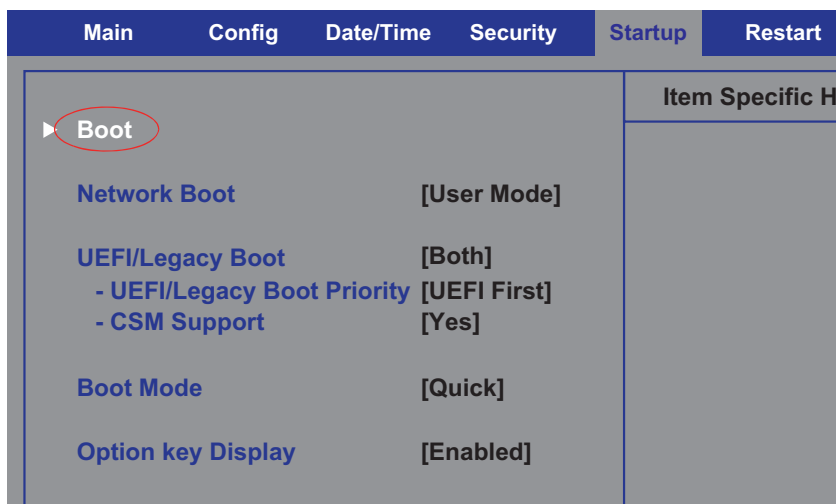 Main Config Date/Time Security Startup Restart
Item Specific H
Boot
Network Boot [User Mode]
UEFI/Legacy Boot [Both]
- UEFI/Legacy Boot Priority [UEFI First]
- CSM Support [Yes]
Boot Mode [Quick]
Option key Display [Enabled]